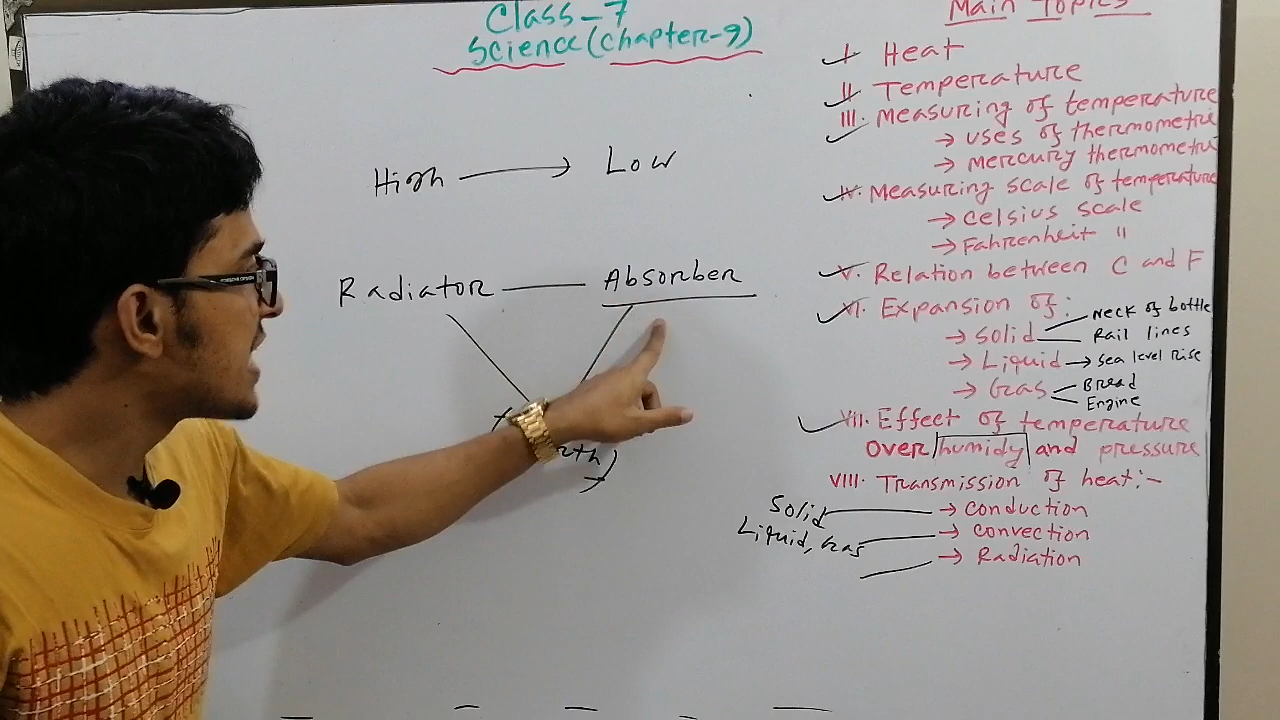 Class-7
Science (chapter-9)
High → Low
Radiator — Absorber
Main Topics
I Heat
II Temperature
III. Measuring of temperature
→ uses of thermometri
→ Mercury thermometri
IV. Measuring scale of temperature
→ Celsius scale
→ Fahrenheit "
V. Relation between C and F
VI. Expansion of:
→ Solid
Neck of bottle
Rail lines
→ Liquid → Sea level Rise
→ Gas
Bread
Engine
VII. Effect of temperature
over humidy and pressure
VIII. Transmission of heat:-
Solid → conduction
Liquid, Gas → convection
→ Radiation